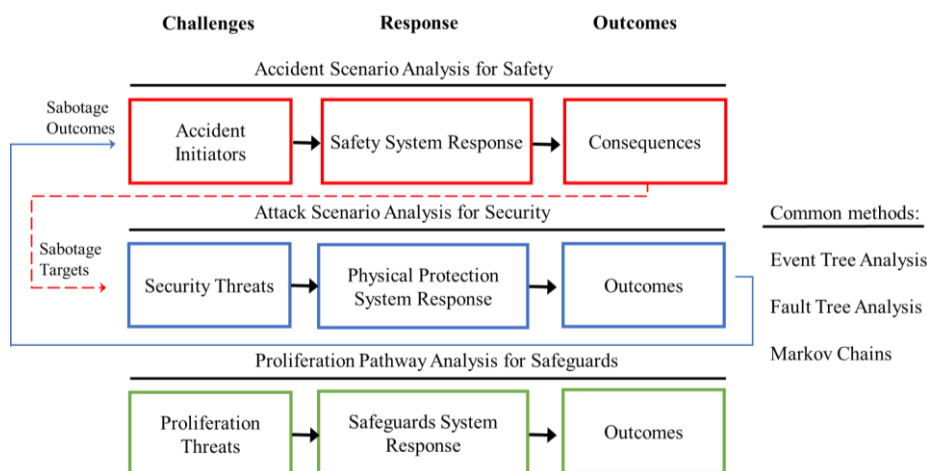 Challenges
Response
Outcomes
Accident Scenario Analysis for Safety
Sabotage
Outcomes
Accident
Initiators
Safety System Response
Consequences
Attack Scenario Analysis for Security
Sabotage
Targets
Security Threats
Physical Protection
System Response
Outcomes
Proliferation Pathway Analysis for Safeguards
Proliferation
Threats
Safeguards System
Response
Outcomes
Common methods:
Event Tree Analysis
Fault Tree Analysis
Markov Chains